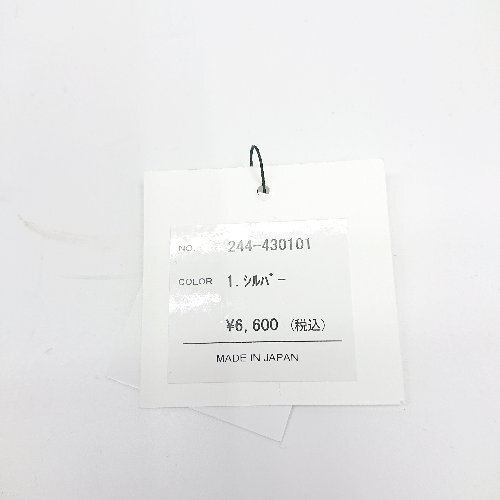 NO. 244-430101
COLOR 1.ｼﾙﾊﾞｰ
¥6,600 (税込)
MADE IN JAPAN